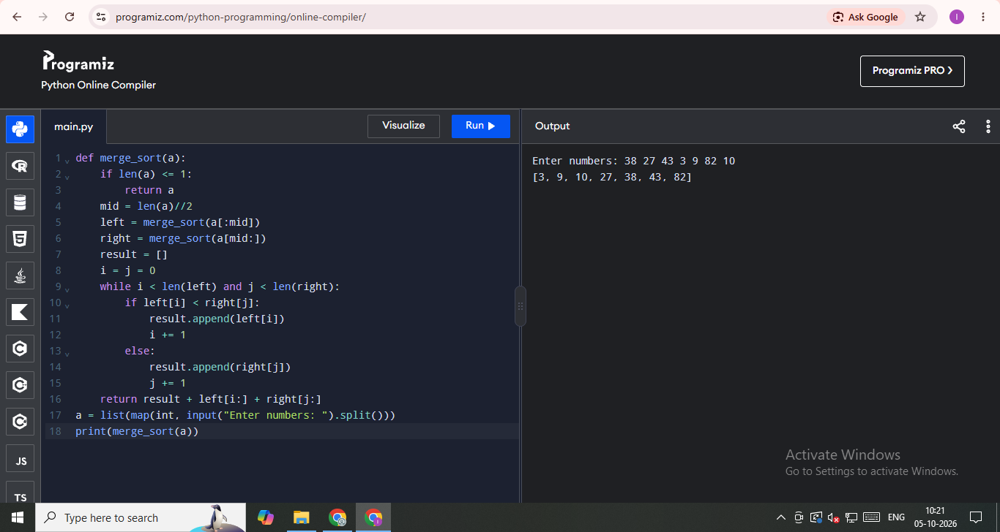 programiz.com/python-programming/online-compiler/
Ask Google
I
Programiz
Python Online Compiler
Programiz PRO
main.py
Visualize
Run
Output
1 def merge_sort(a):
2     if len(a) <= 1:
3         return a
4     mid = len(a)//2
5     left = merge_sort(a[:mid])
6     right = merge_sort(a[mid:])
7     result = []
8     i = j = 0
9     while i < len(left) and j < len(right):
10         if left[i] < right[j]:
11             result.append(left[i])
12             i += 1
13         else:
14             result.append(right[j])
15             j += 1
16     return result + left[i:] + right[j:]
17 a = list(map(int, input("Enter numbers: ").split()))
18 print(merge_sort(a))
Enter numbers: 38 27 43 3 9 82 10
[3, 9, 10, 27, 38, 43, 82]
JS
TS
Activate Windows
Go to Settings to activate Windows.
Type here to search
ENG
10:21
05-10-2026